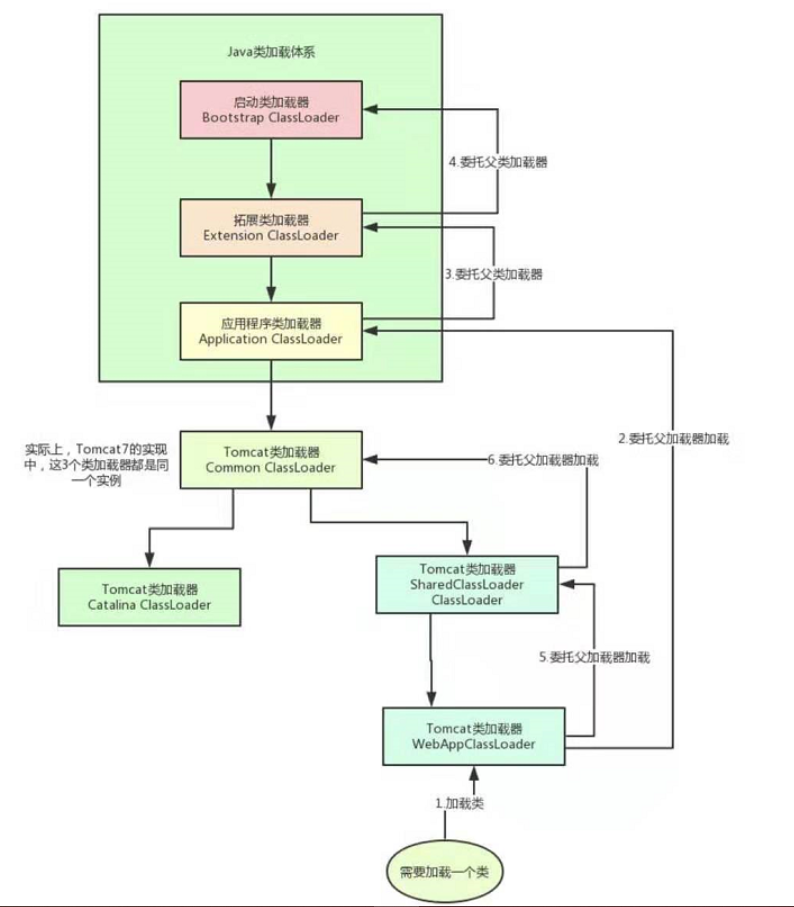 Java类加载体系
启动类加载器
Bootstrap ClassLoader
4.委托父类加载器
拓展类加载器
Extension ClassLoader
3.委托父类加载器
应用程序类加载器
Application ClassLoader
2.委托父加载器加载
实际上，Tomcat7的实现
中，这3个类加载器都是同
一个实例
Tomcat类加载器
Common ClassLoader
6.委托父加载器加载
Tomcat类加载器
Catalina ClassLoader
Tomcat类加载器
SharedClassLoader
ClassLoader
5.委托父加载器加载
Tomcat类加载器
WebAppClassLoader
1.加载类
需要加载一个类